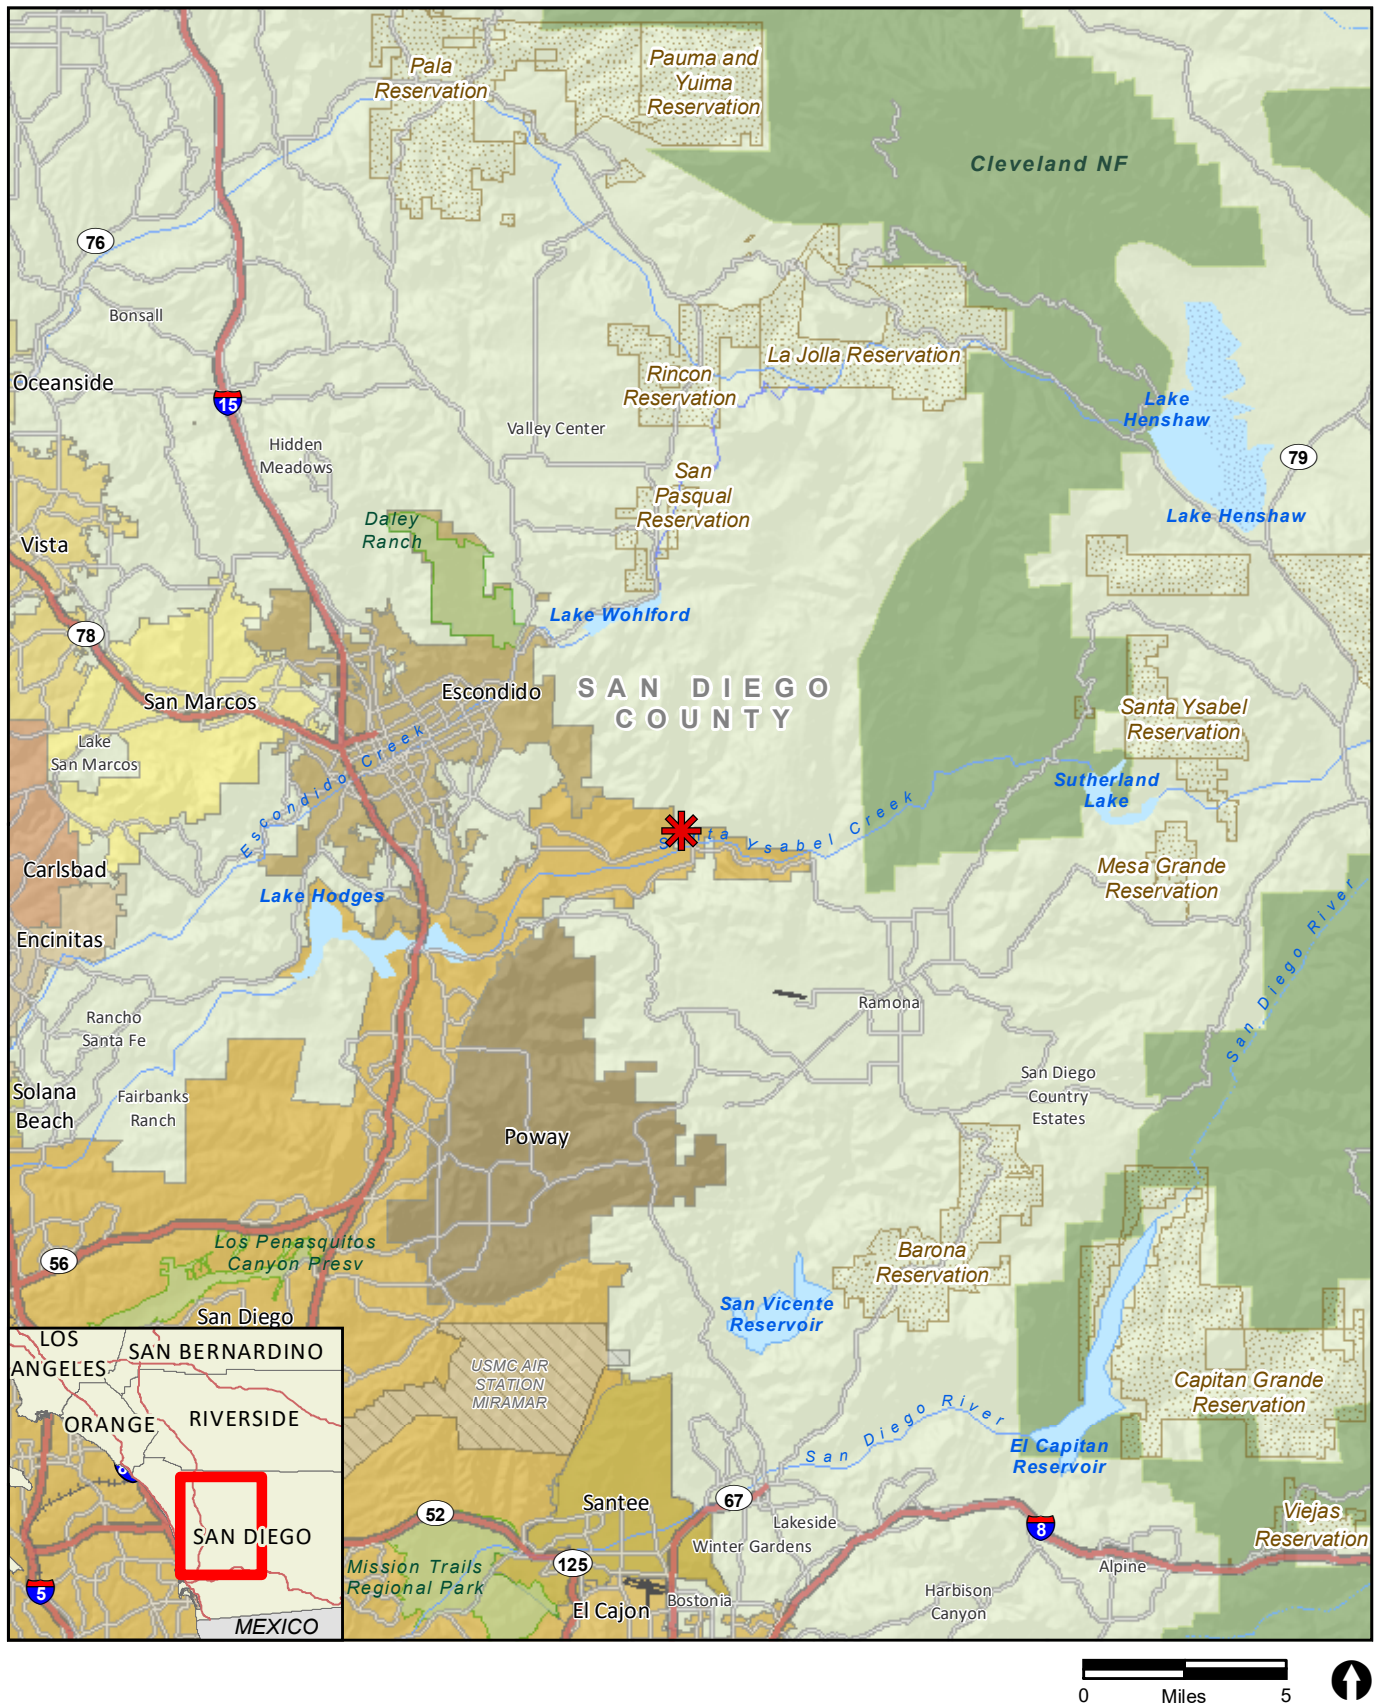 Pala
Reservation
Pauma and
Yuima
Reservation
Cleveland NF
76
Bonsall
Oceanside
15
La Jolla Reservation
Rincon
Reservation
Lake
Henshaw
Valley Center
Hidden
Meadows
79
San
Pasqual
Reservation
Lake Henshaw
Daley
Ranch
Vista
Lake Wohlford
78
SAN DIEGO
COUNTY
Escondido
San Marcos
Santa Ysabel
Reservation
Lake
San Marcos
Escondido Creek
Sutherland
Lake
Ysabel Creek
Carlsbad
Mesa Grande
Reservation
Lake Hodges
Encinitas
San Diego River
Ramona
Rancho
Santa Fe
San Diego
Country
Estates
Solana
Beach
Fairbanks
Ranch
Poway
Los Penasquitos
Canyon Presv
56
Barona
Reservation
San Vicente
Reservoir
San Diego
USMC AIR
STATION
MIRAMAR
Capitan Grande
Reservation
San Diego River
El Capitan
Reservoir
Santee
67
52
Lakeside
Winter Gardens
8
Viejas
Reservation
125
Mission Trails
Regional Park
Alpine
El Cajon
Bostonia
Harbison
Canyon
LOS
ANGELES
SAN BERNARDINO
ORANGE
RIVERSIDE
SAN DIEGO
5
MEXICO
0 Miles 5